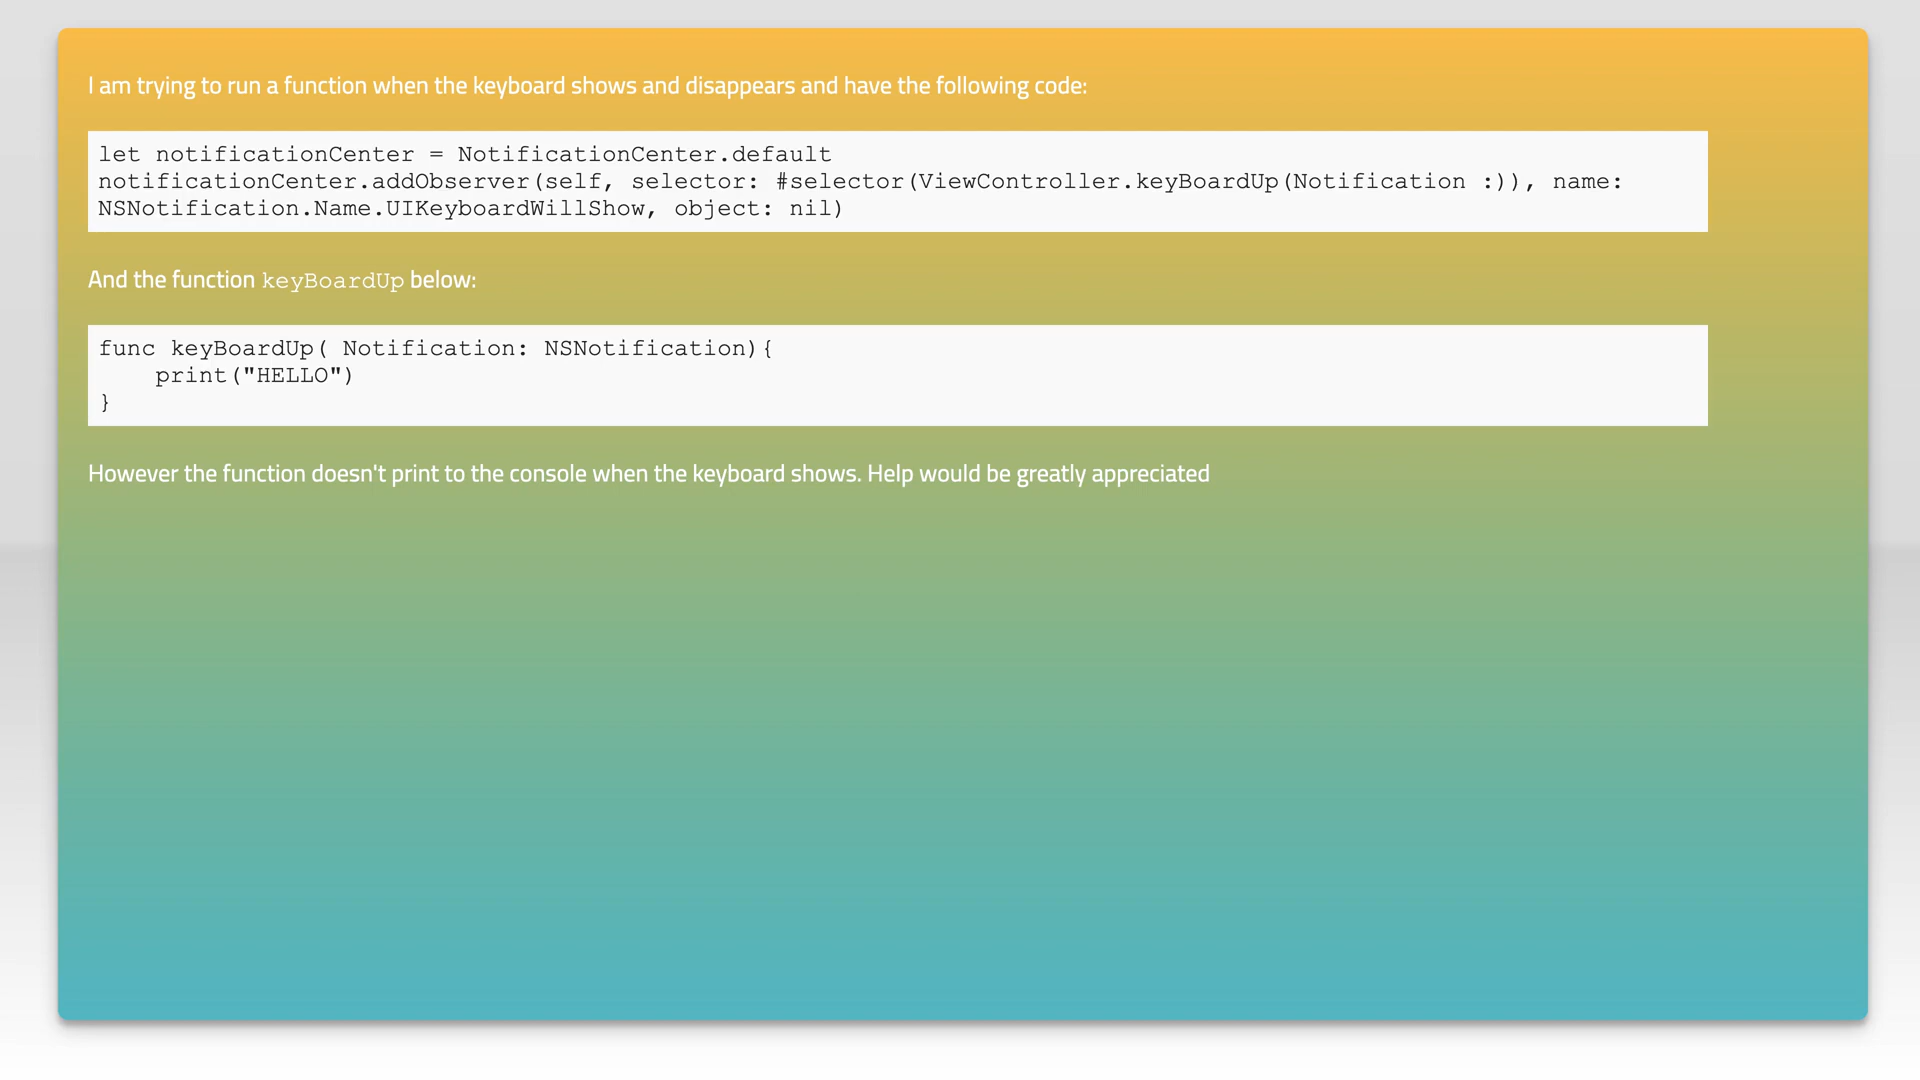 I am trying to run a function when the keyboard shows and disappears and have the following code:
let notificationCenter = NotificationCenter.default
notificationCenter.addObserver(self, selector: #selector(ViewController.keyBoardUp(Notification :)), name:
NSNotification.Name.UIKeyboardWillShow, object: nil)
And the function keyBoardUp below:
func keyBoardUp( Notification: NSNotification){
    print("HELLO")
}
However the function doesn't print to the console when the keyboard shows. Help would be greatly appreciated